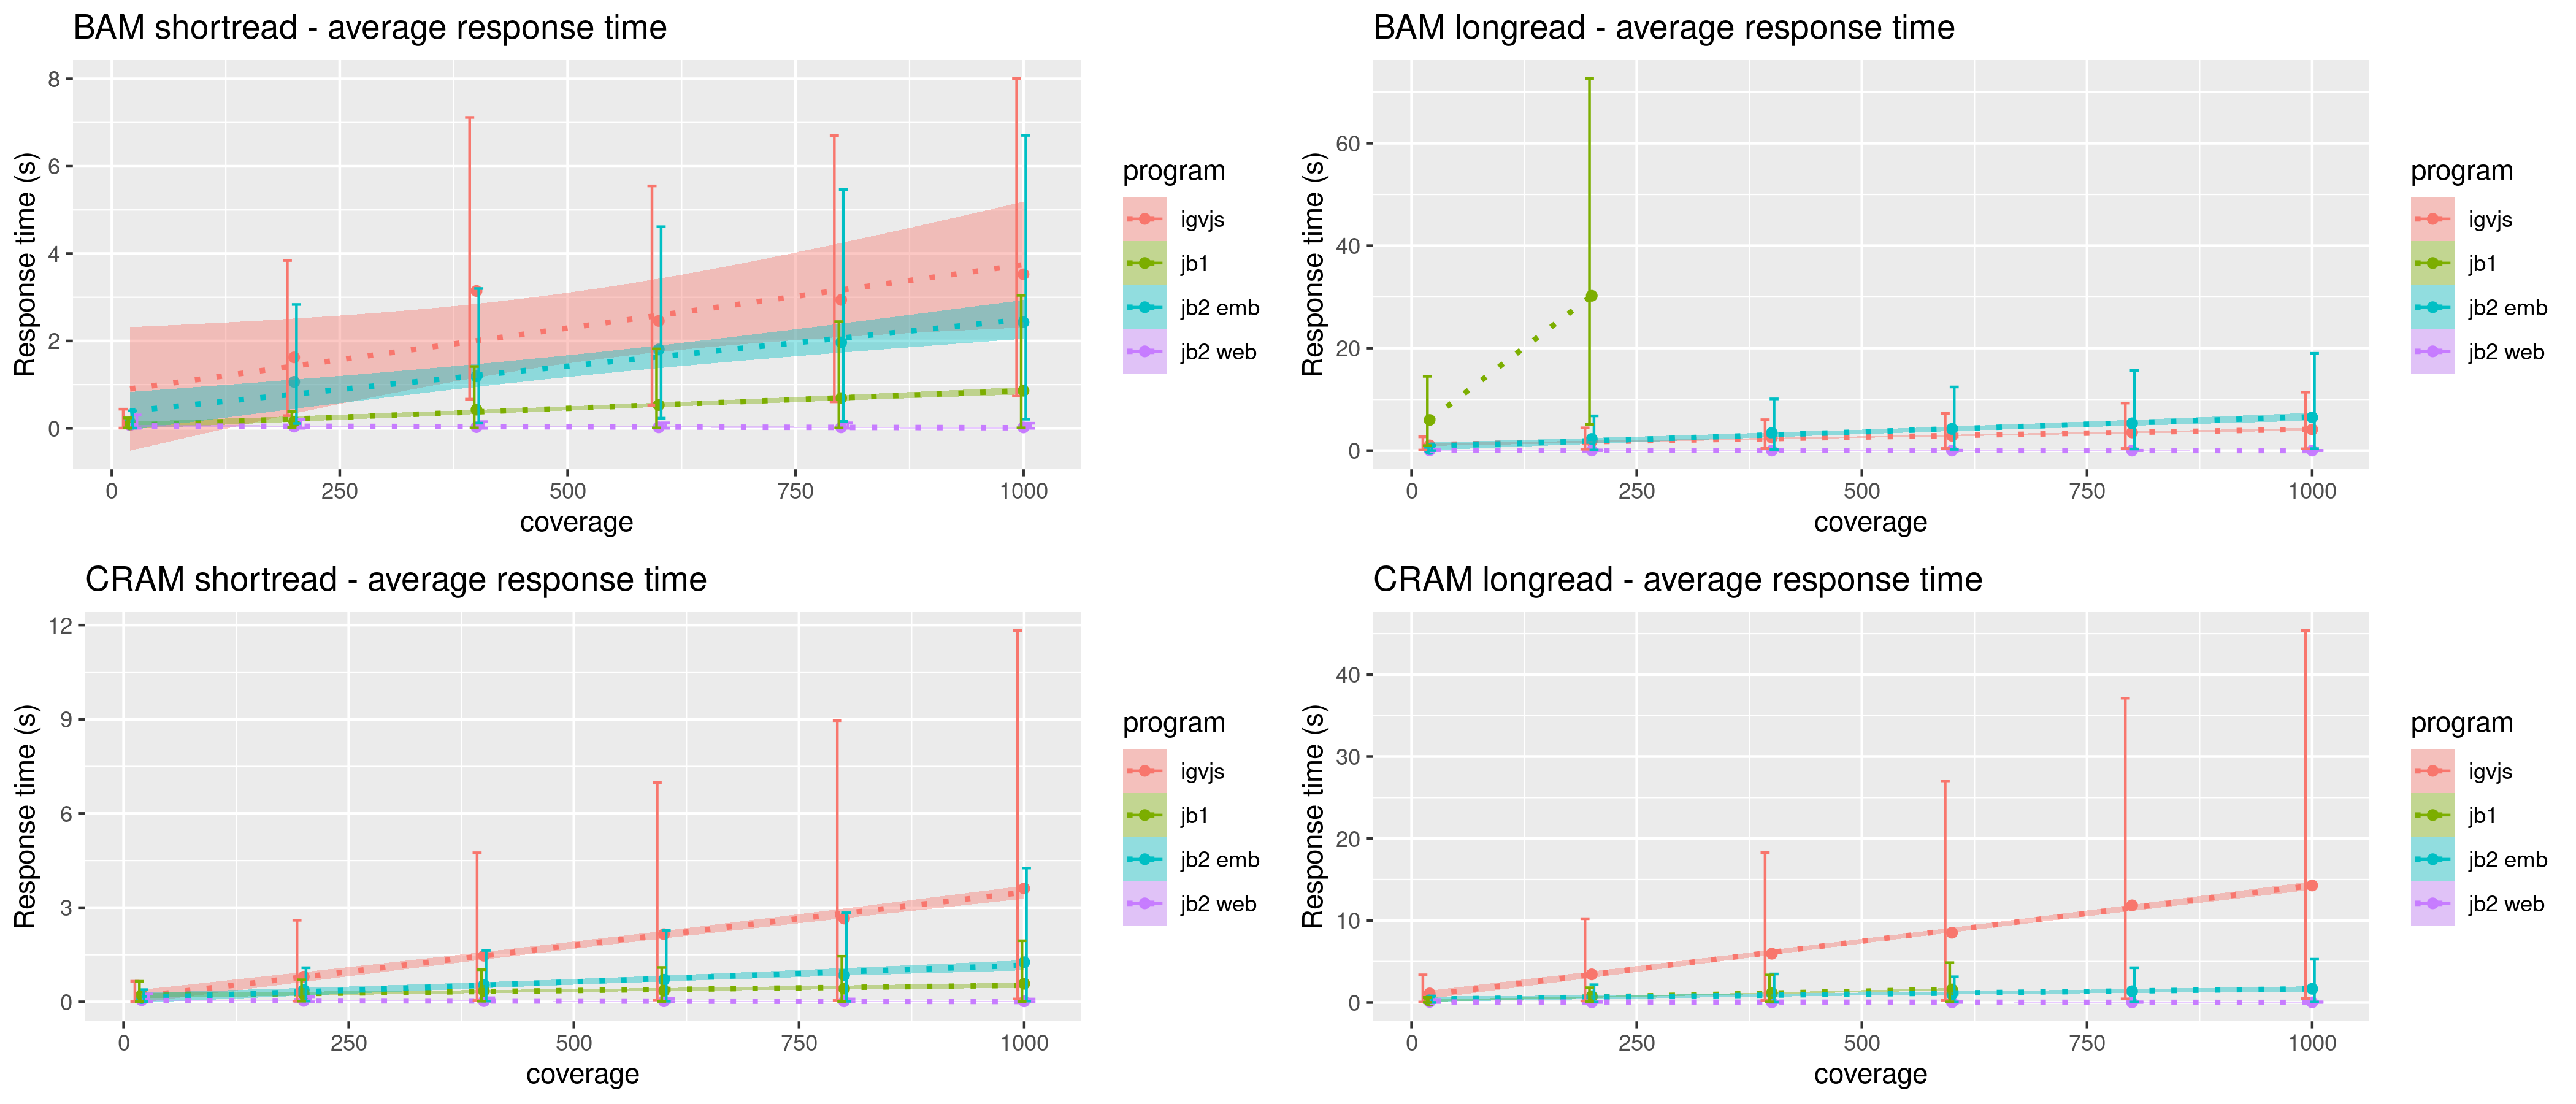 BAM shortread - average response time
8
6
4
2
0
Response time (s)
0 250 500 750 1000
coverage
program
igvjs
jb1
jb2 emb
jb2 web
BAM longread - average response time
60
40
20
0
Response time (s)
0 250 500 750 1000
coverage
program
igvjs
jb1
jb2 emb
jb2 web
CRAM shortread - average response time
12
9
6
3
0
Response time (s)
0 250 500 750 1000
coverage
program
igvjs
jb1
jb2 emb
jb2 web
CRAM longread - average response time
40
30
20
10
0
Response time (s)
0 250 500 750 1000
coverage
program
igvjs
jb1
jb2 emb
jb2 web